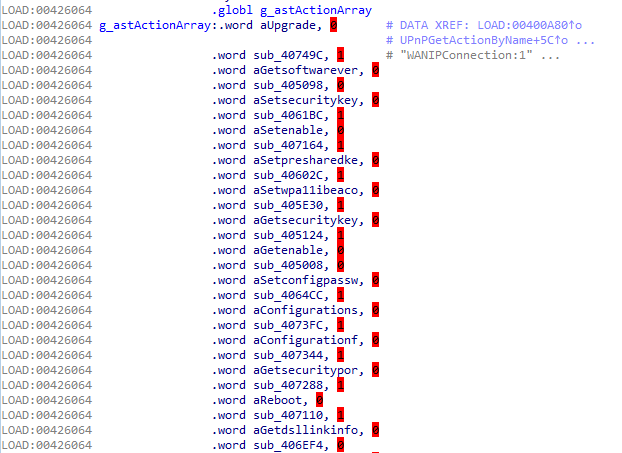 LOAD:00426064 .globl g_astActionArray
LOAD:00426064 g_astActionArray:.word aUpgrade, 0 # DATA XREF: LOAD:00400A80↑o
LOAD:00426064 # UPnPGetActionByName+5C↑o ...
LOAD:00426064 .word sub_40749C, 1 # "WANIPConnection:1" ...
LOAD:00426064 .word aGetsoftwarever, 0
LOAD:00426064 .word sub_405098, 0
LOAD:00426064 .word aSetsecuritykey, 0
LOAD:00426064 .word sub_4061BC, 1
LOAD:00426064 .word aSetenable, 0
LOAD:00426064 .word sub_407164, 1
LOAD:00426064 .word aSetpresharedke, 0
LOAD:00426064 .word sub_40602C, 1
LOAD:00426064 .word aSetwpa11ibeaco, 0
LOAD:00426064 .word sub_405E30, 1
LOAD:00426064 .word aGetsecuritykey, 0
LOAD:00426064 .word sub_405124, 1
LOAD:00426064 .word aGetenable, 0
LOAD:00426064 .word sub_405008, 0
LOAD:00426064 .word aSetconfigpassw, 0
LOAD:00426064 .word sub_4064CC, 1
LOAD:00426064 .word aConfigurations, 0
LOAD:00426064 .word sub_4073FC, 1
LOAD:00426064 .word aConfigurationf, 0
LOAD:00426064 .word sub_407344, 1
LOAD:00426064 .word aGetsecuritypor, 0
LOAD:00426064 .word sub_407288, 1
LOAD:00426064 .word aReboot, 0
LOAD:00426064 .word sub_407110, 1
LOAD:00426064 .word aGetdsllinkinfo, 0
LOAD:00426064 .word sub_406EF4, 0